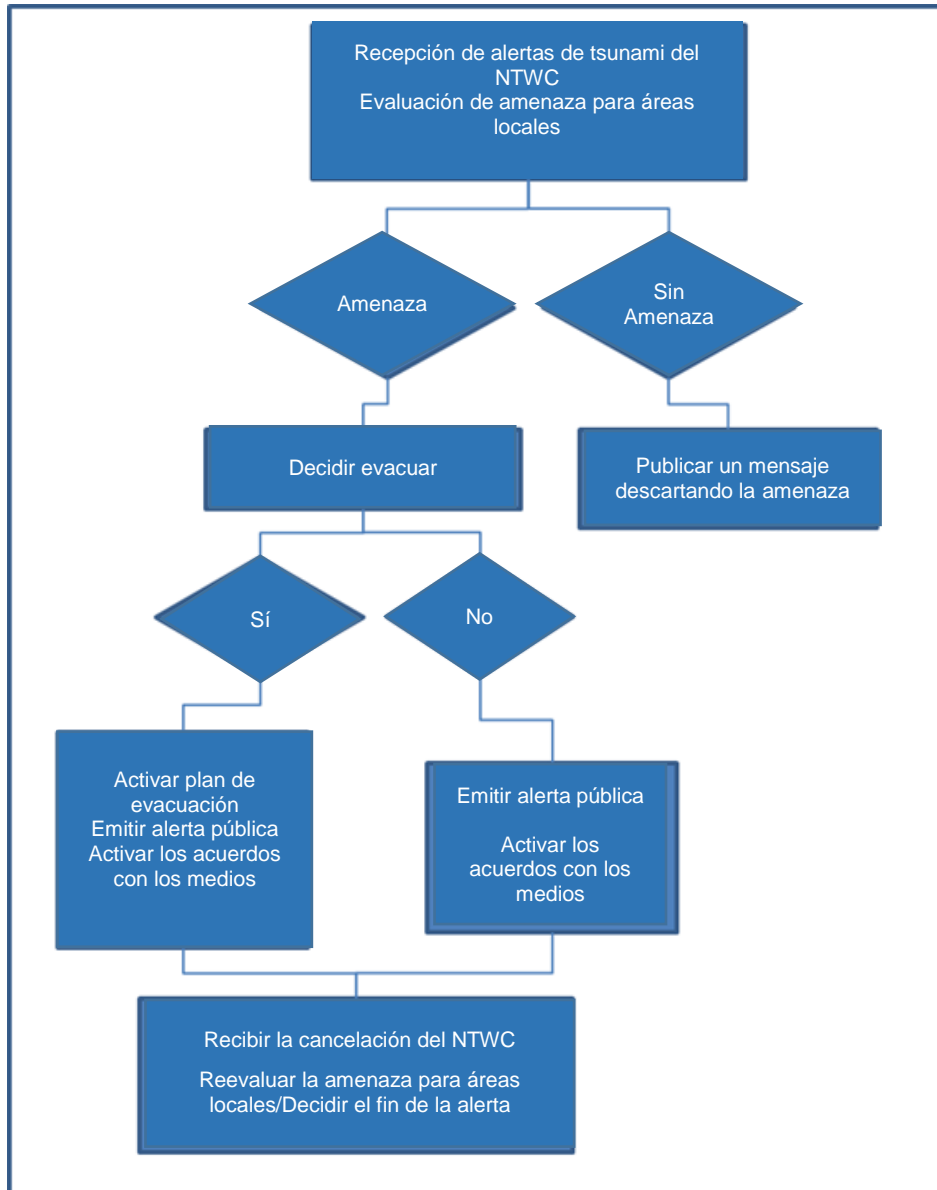 Recepción de alertas de tsunami del
NTWC
Evaluación de amenaza para áreas
locales
Amenaza
Sin
Amenaza
Decidir evacuar
Publicar un mensaje
descartando la amenaza
Sí
No
Activar plan de
evacuación
Emitir alerta pública
Activar los acuerdos
con los medios
Emitir alerta pública
Activar los
acuerdos con los
medios
Recibir la cancelación del NTWC
Reevaluar la amenaza para áreas
locales/Decidir el fin de la alerta